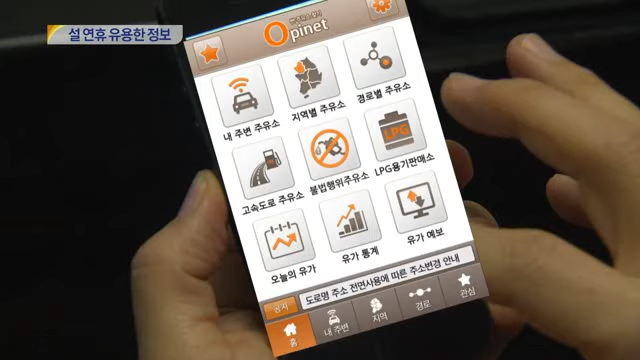 설 연휴 유용한 정보
Opinet
내 주변 주유소
지역별 주유소
경로별 주유소
고속도로 주유소
불법행위주유소
LPG
LPG용기판매소
오늘의 유가
유가 통계
유가 예보
공지
도로명 주소 전면사용에 따른 주소변경 안내
홈
내 주변
지역
경로
관심